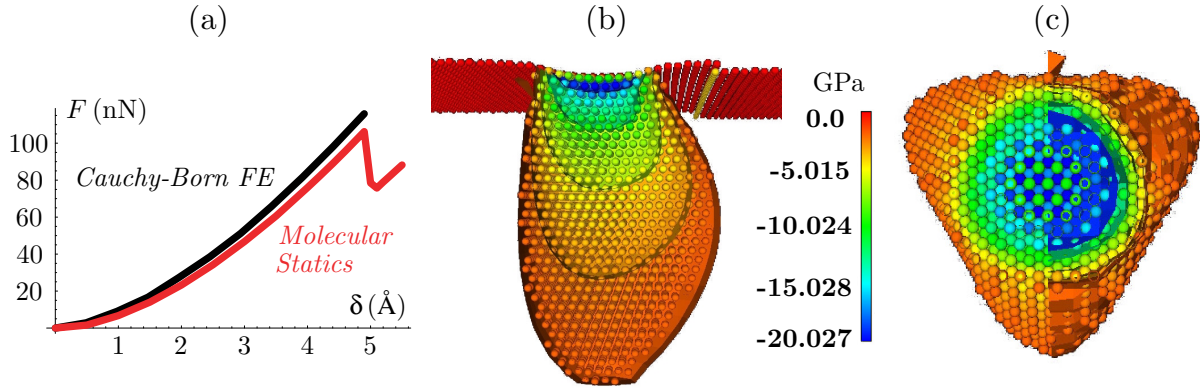 (a)
F (nN)
100
80
60
40
20
Cauchy-Born FE
Molecular
Statics
δ (Å)
1 2 3 4 5
(b)
GPa
0.0
-5.015
-10.024
-15.028
-20.027
(c)